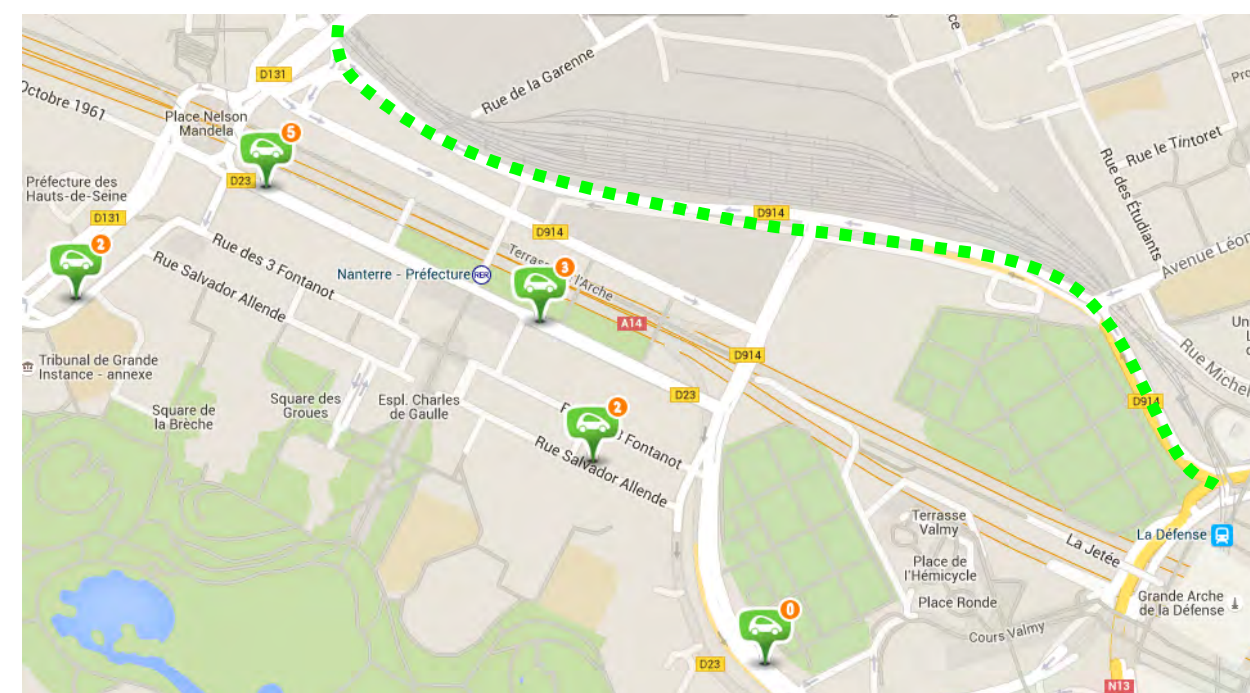 D131
Rue de la Garenne
Octobre 1961
Place Nelson
Mandela
5
Rue le Tintoret
Rue des Étudiants
Préfecture des
Hauts-de-Seine
D23
D131
D914
D914
Avenue Léon
2
Rue des 3 Fontanot
Rue Salvador Allende
Nanterre - Préfecture
RER
3
l'Arche
A14
Rue Michel
D914
Tribunal de Grande
Instance - annexe
D23
D914
Square de
la Brèche
Square des
Groues
Espl. Charles
de Gaulle
2
3 Fontanot
Rue Salvador Allende
Terrasse
Valmy
La Défense
La Jetée
Place de
l'Hémicycle
Place Ronde
Grande Arche
de la Défense
0
Cours Valmy
D23
N13